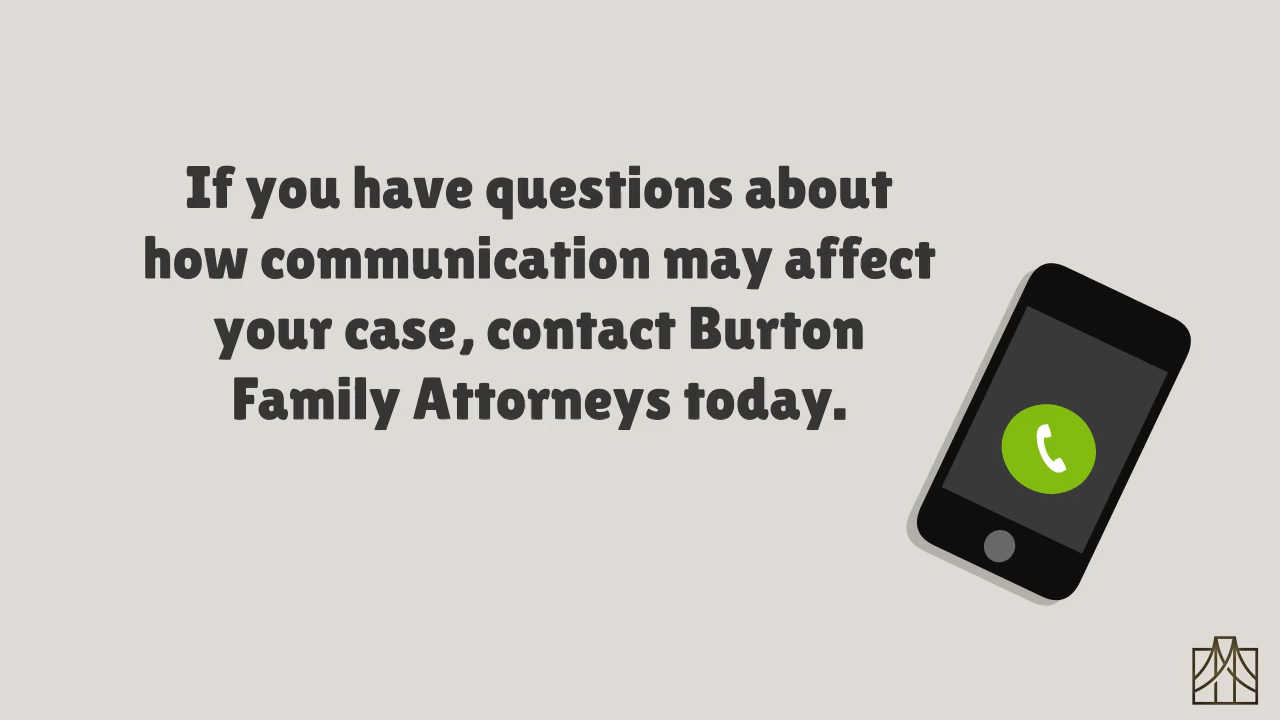 If you have questions about
how communication may affect
your case, contact Burton
Family Attorneys today.